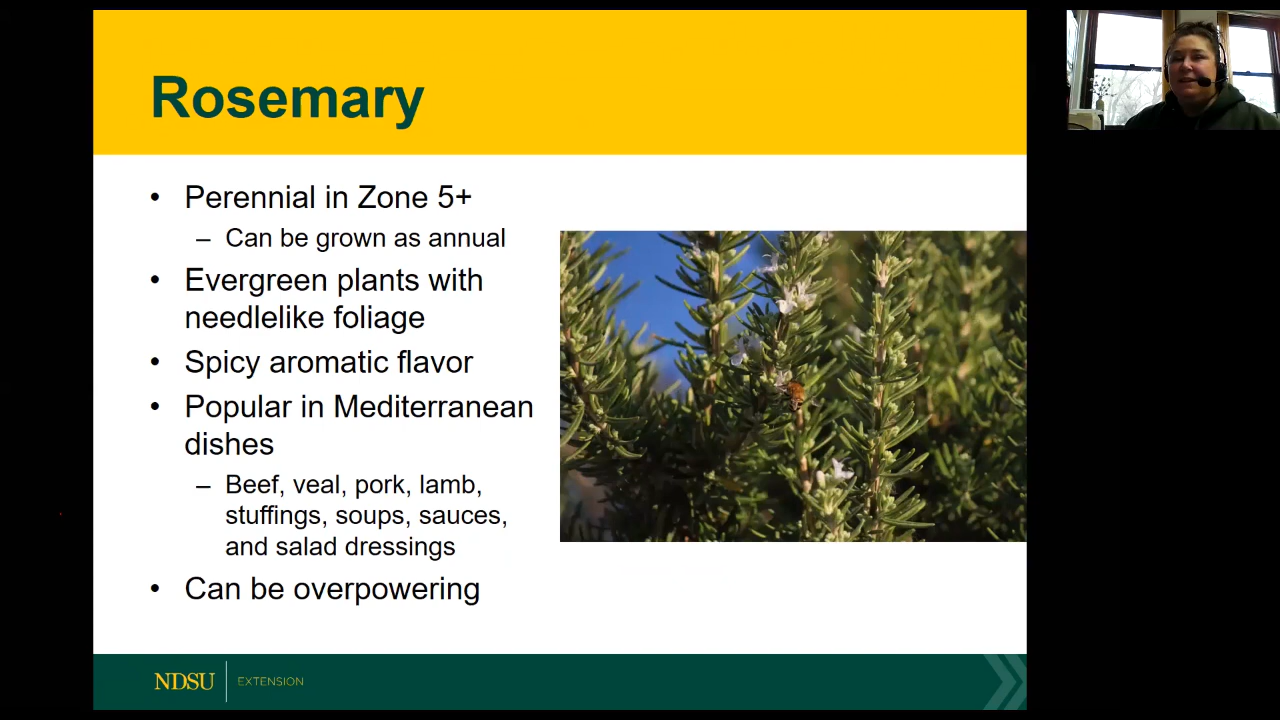 Rosemary
• Perennial in Zone 5+
– Can be grown as annual
• Evergreen plants with
needlelike foliage
• Spicy aromatic flavor
• Popular in Mediterranean
dishes
– Beef, veal, pork, lamb,
stuffings, soups, sauces,
and salad dressings
• Can be overpowering
NDSU EXTENSION